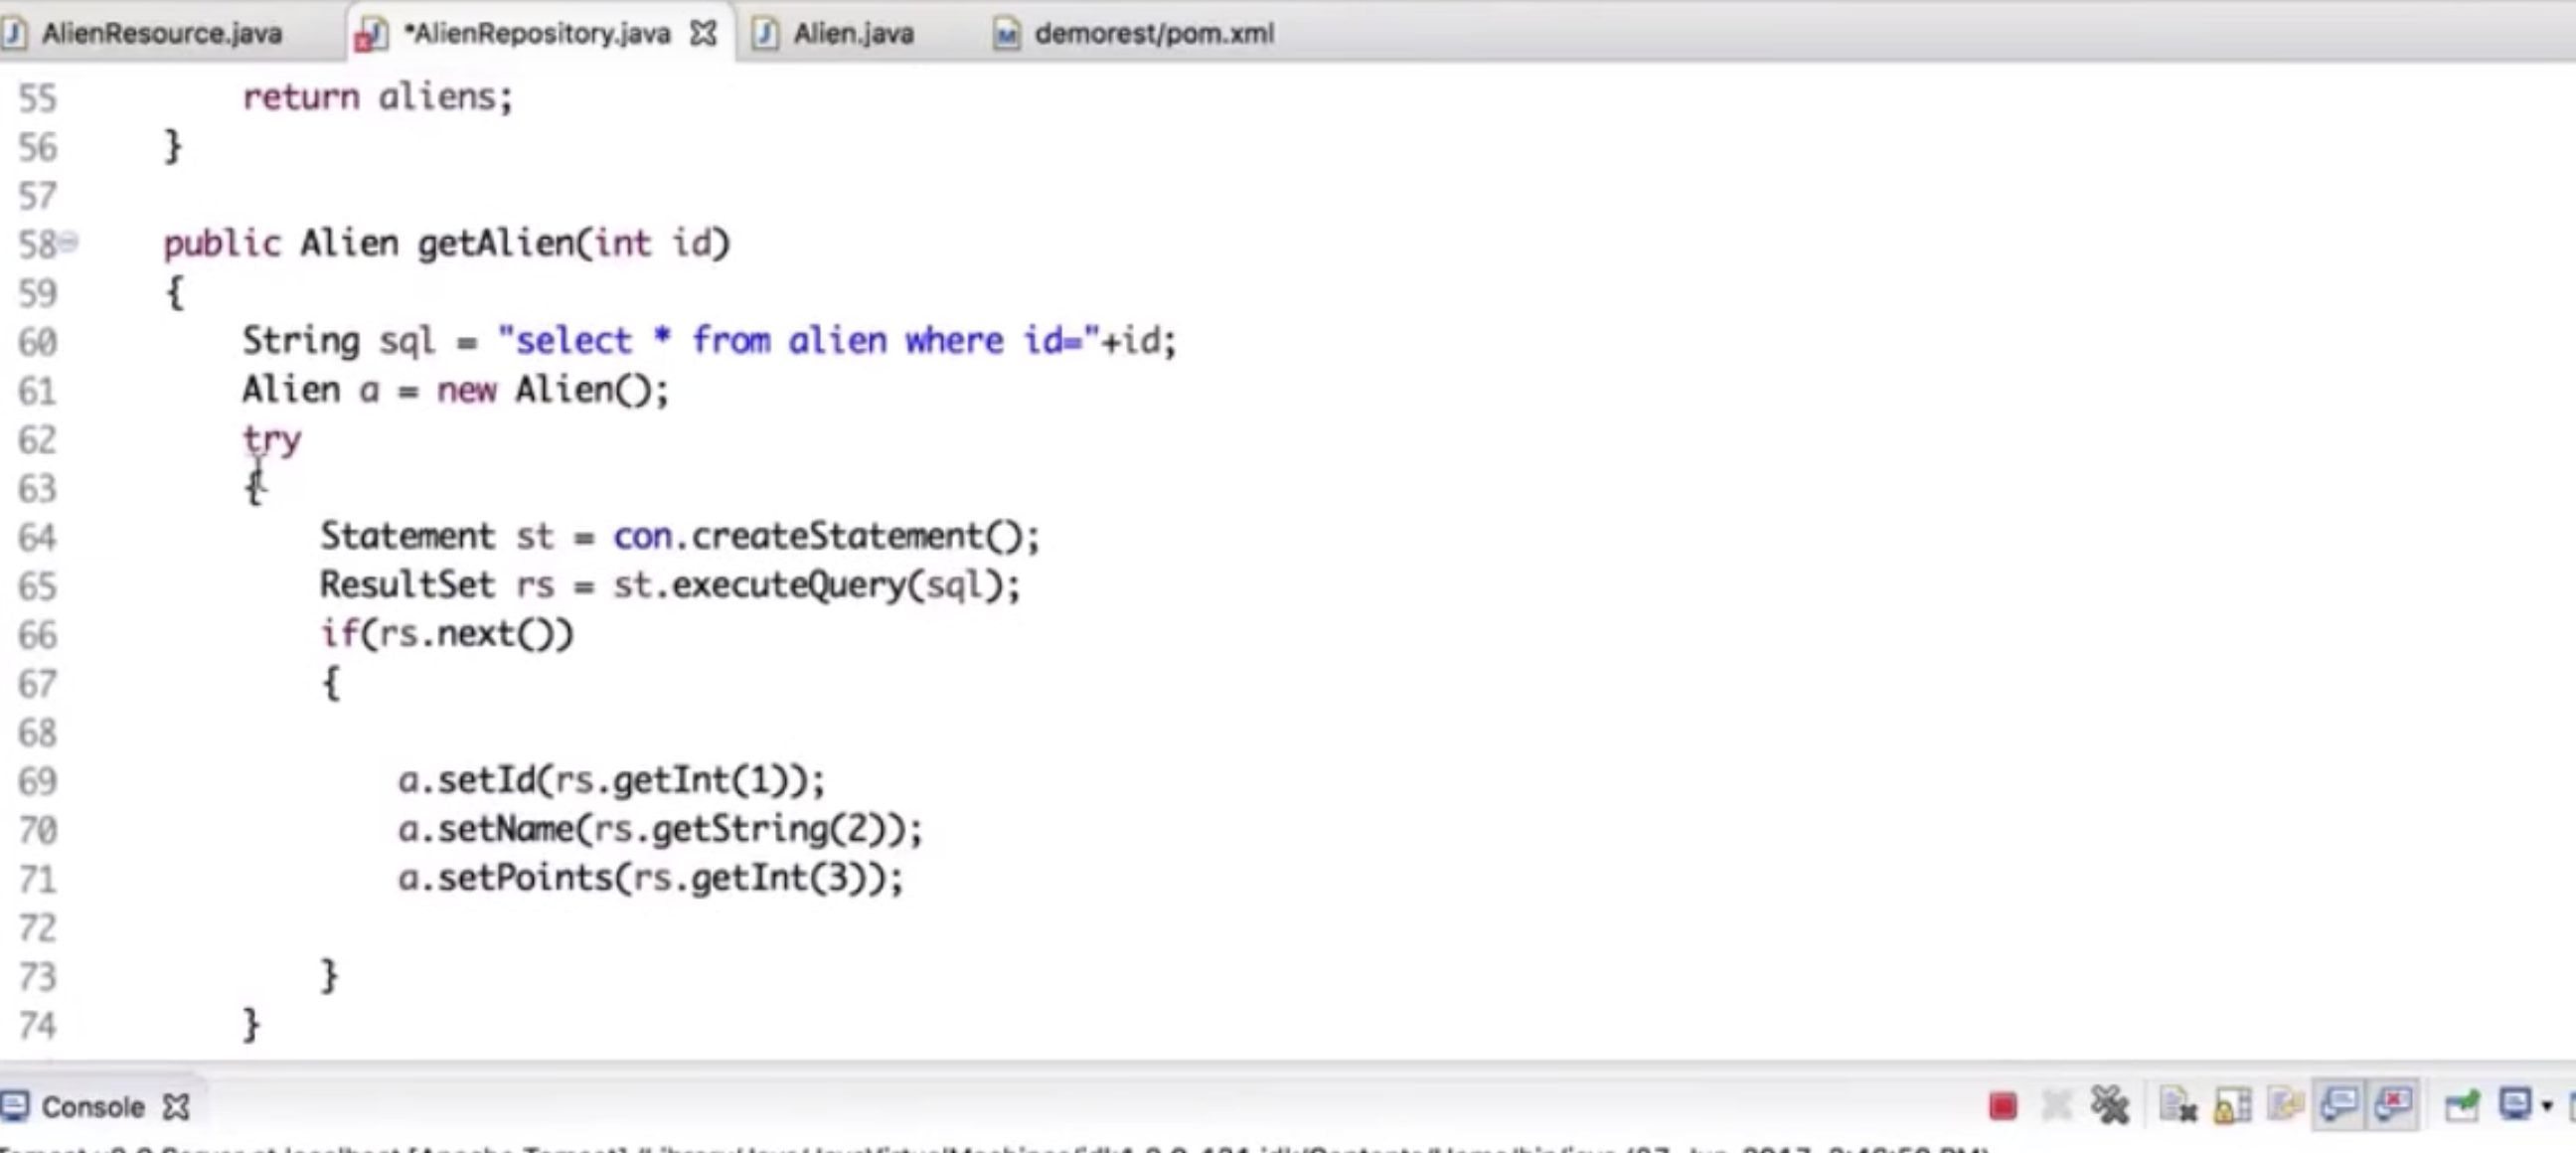 AlienResource.java *AlienRepository.java Alien.java demorest/pom.xml
55 return aliens;
56 }
57
58 public Alien getAlien(int id)
59 {
60 String sql = "select * from alien where id="+id;
61 Alien a = new Alien();
62 try
63 {
64 Statement st = con.createStatement();
65 ResultSet rs = st.executeQuery(sql);
66 if(rs.next())
67 {
68
69 a.setId(rs.getInt(1));
70 a.setName(rs.getString(2));
71 a.setPoints(rs.getInt(3));
72
73 }
74 }
Console